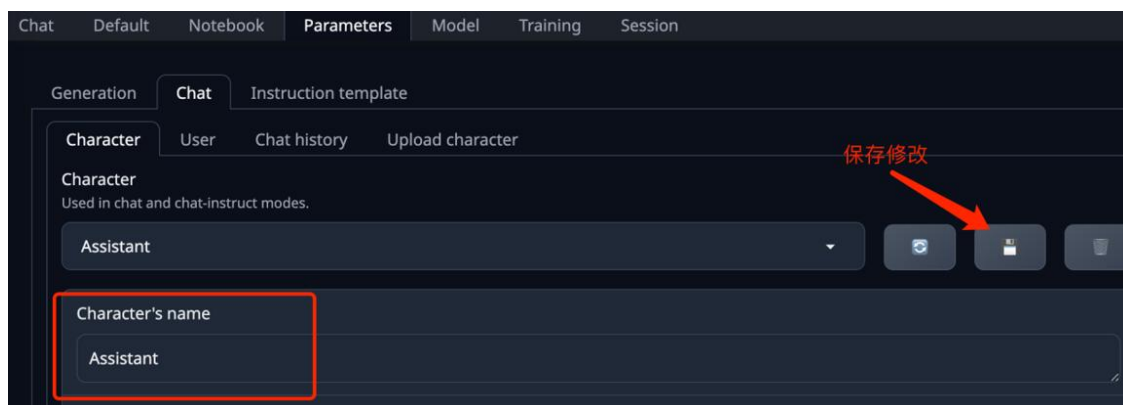 Chat Default Notebook Parameters Model Training Session
Generation Chat Instruction template
Character User Chat history Upload character
保存修改
Character
Used in chat and chat-instruct modes.
Assistant
Character's name
Assistant